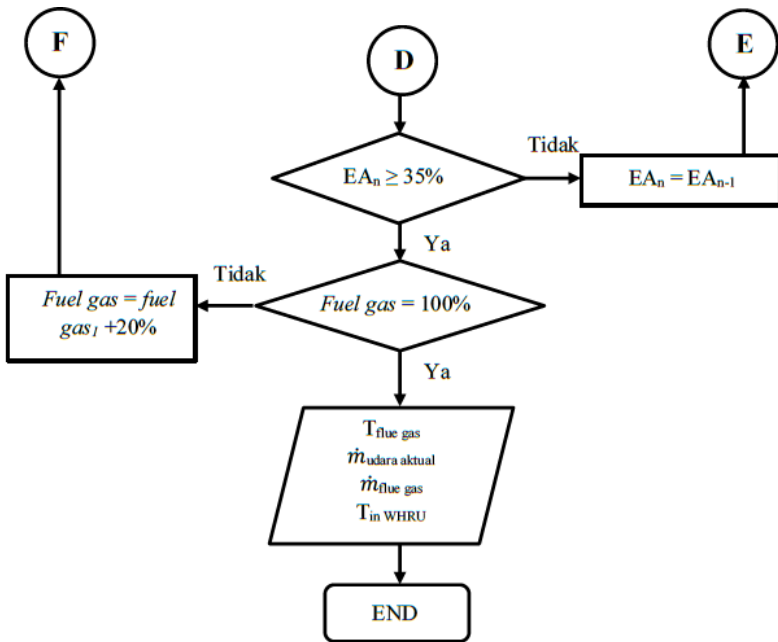 F
D
E
Tidak
EAn ≥ 35%
EAn = EAn-1
Ya
Tidak
Fuel gas = fuel
gas1 +20%
Fuel gas = 100%
Ya
Tflue gas
ṁudara aktual
ṁflue gas
Tin WHRU
END